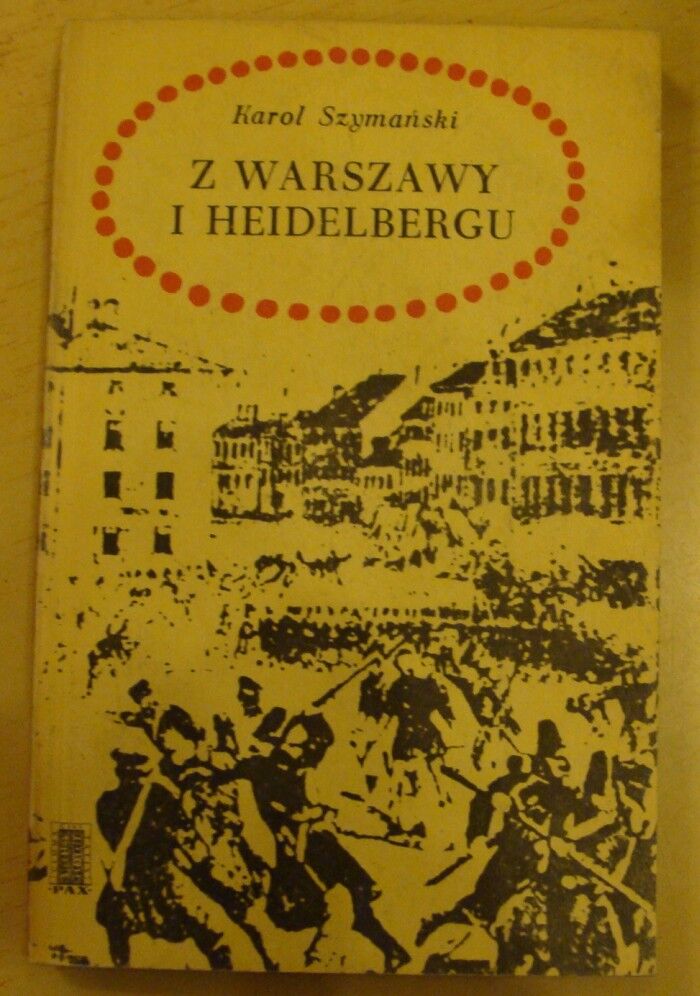 Karol Szymański
Z WARSZAWY
I HEIDELBERGU
PAX